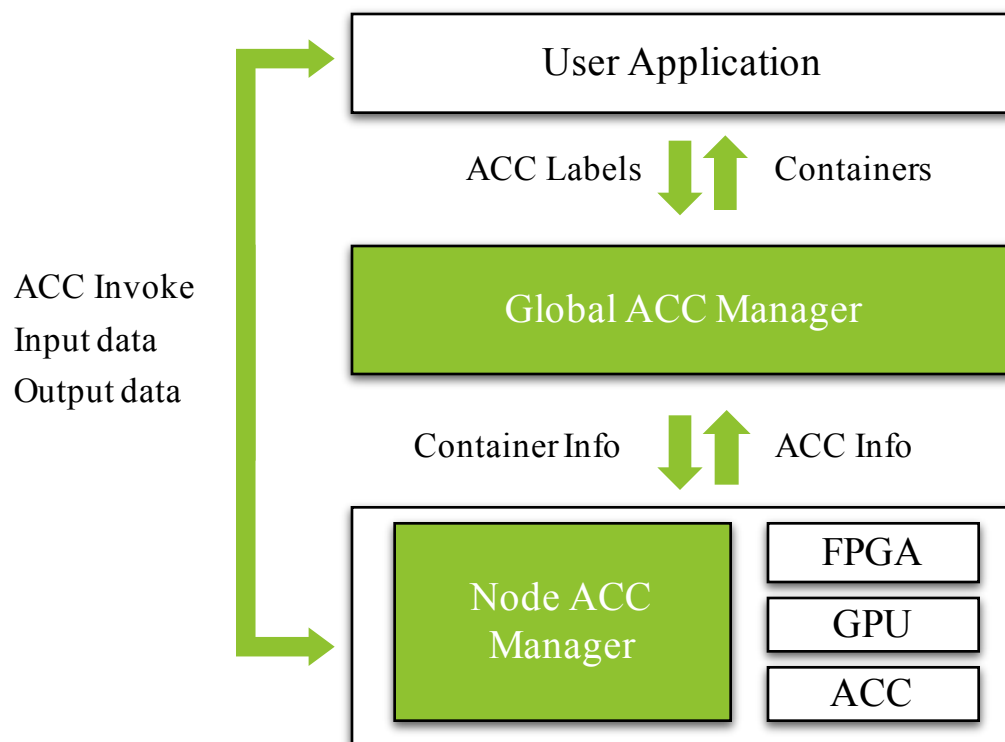 User Application
ACC Labels
Containers
ACC Invoke
Input data
Output data
Global ACC Manager
Container Info
ACC Info
Node ACC
Manager
FPGA
GPU
ACC